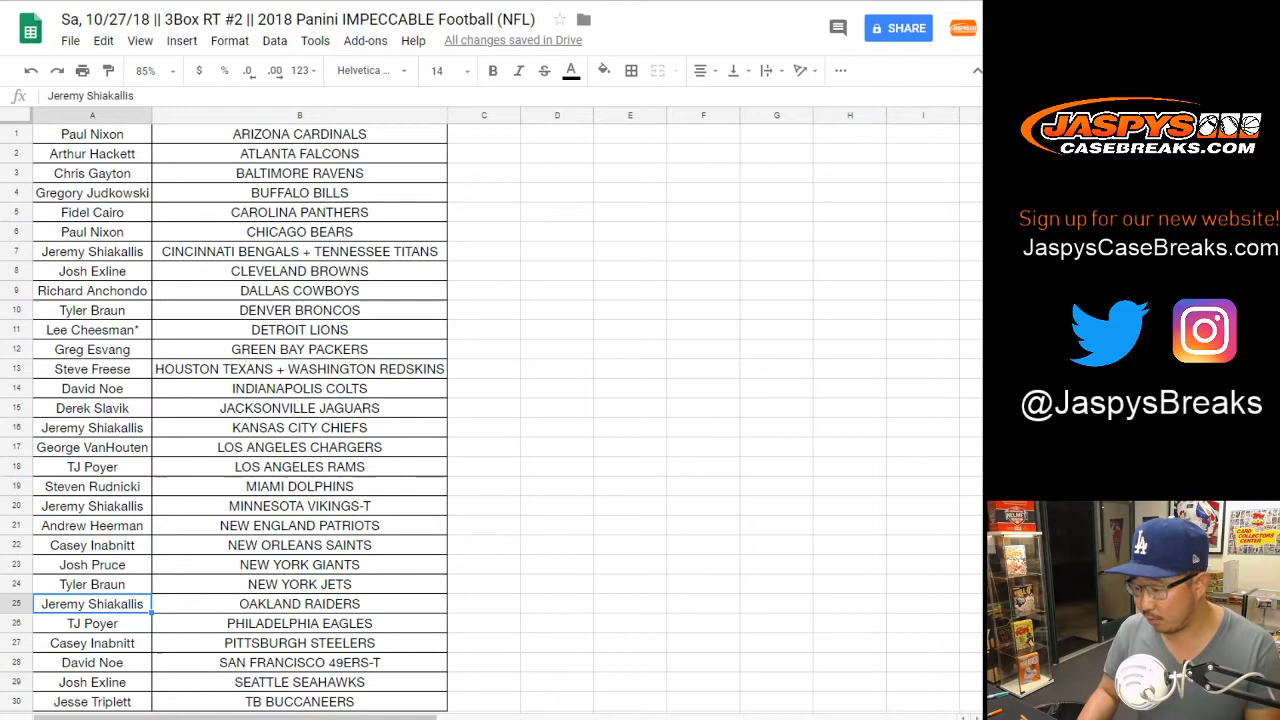 Sa, 10/27/18 || 3Box RT #2 || 2018 Panini IMPECCABLE Football (NFL)
File Edit View Insert Format Data Tools Add-ons Help All changes saved in Drive
SHARE
85% $ % .0 .00 123 Helvetica ... 14 B I S A
fx Jeremy Shiakallis
A B C D E F G H I
1 Paul Nixon ARIZONA CARDINALS
2 Arthur Hackett ATLANTA FALCONS
3 Chris Gayton BALTIMORE RAVENS
4 Gregory Judkowski BUFFALO BILLS
5 Fidel Cairo CAROLINA PANTHERS
6 Paul Nixon CHICAGO BEARS
7 Jeremy Shiakallis CINCINNATI BENGALS + TENNESSEE TITANS
8 Josh Exline CLEVELAND BROWNS
9 Richard Anchondo DALLAS COWBOYS
10 Tyler Braun DENVER BRONCOS
11 Lee Cheesman* DETROIT LIONS
12 Greg Esvang GREEN BAY PACKERS
13 Steve Freese HOUSTON TEXANS + WASHINGTON REDSKINS
14 David Noe INDIANAPOLIS COLTS
15 Derek Slavik JACKSONVILLE JAGUARS
16 Jeremy Shiakallis KANSAS CITY CHIEFS
17 George VanHouten LOS ANGELES CHARGERS
18 TJ Poyer LOS ANGELES RAMS
19 Steven Rudnicki MIAMI DOLPHINS
20 Jeremy Shiakallis MINNESOTA VIKINGS-T
21 Andrew Heerman NEW ENGLAND PATRIOTS
22 Casey Inabnitt NEW ORLEANS SAINTS
23 Josh Pruce NEW YORK GIANTS
24 Tyler Braun NEW YORK JETS
25 Jeremy Shiakallis OAKLAND RAIDERS
26 TJ Poyer PHILADELPHIA EAGLES
27 Casey Inabnitt PITTSBURGH STEELERS
28 David Noe SAN FRANCISCO 49ERS-T
29 Josh Exline SEATTLE SEAHAWKS
30 Jesse Triplett TB BUCCANEERS
JASPYS
CASEBREAKS.COM
Sign up for our new website!
JaspysCaseBreaks.com
@JaspysBreaks
CARD
COLLECTORS
CENTER
LA